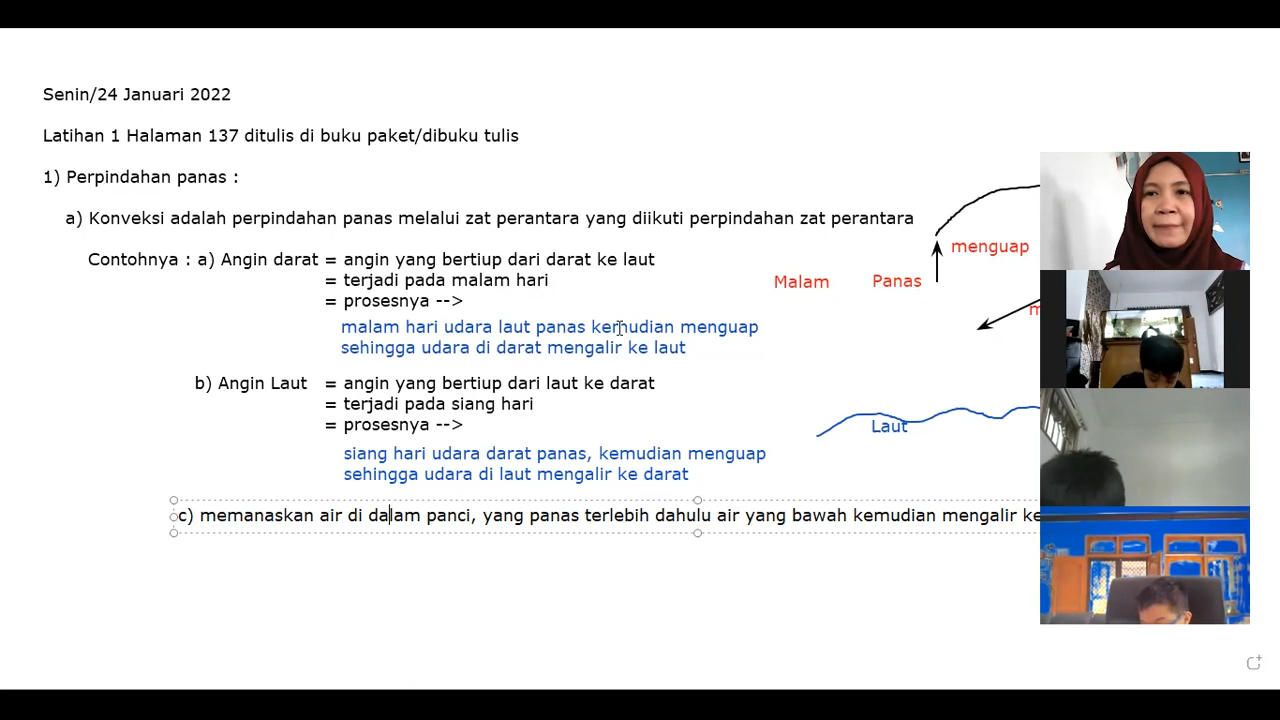 Senin/24 Januari 2022
Latihan 1 Halaman 137 ditulis di buku paket/dibuku tulis
1) Perpindahan panas :
a) Konveksi adalah perpindahan panas melalui zat perantara yang diikuti perpindahan zat perantara
Contohnya : a) Angin darat = angin yang bertiup dari darat ke laut
= terjadi pada malam hari
= prosesnya -->
malam hari udara laut panas kemudian menguap
sehingga udara di darat mengalir ke laut
menguap
Malam Panas
b) Angin Laut = angin yang bertiup dari laut ke darat
= terjadi pada siang hari
= prosesnya -->
siang hari udara darat panas, kemudian menguap
sehingga udara di laut mengalir ke darat
Laut
c) memanaskan air di dalam panci, yang panas terlebih dahulu air yang bawah kemudian mengalir ke